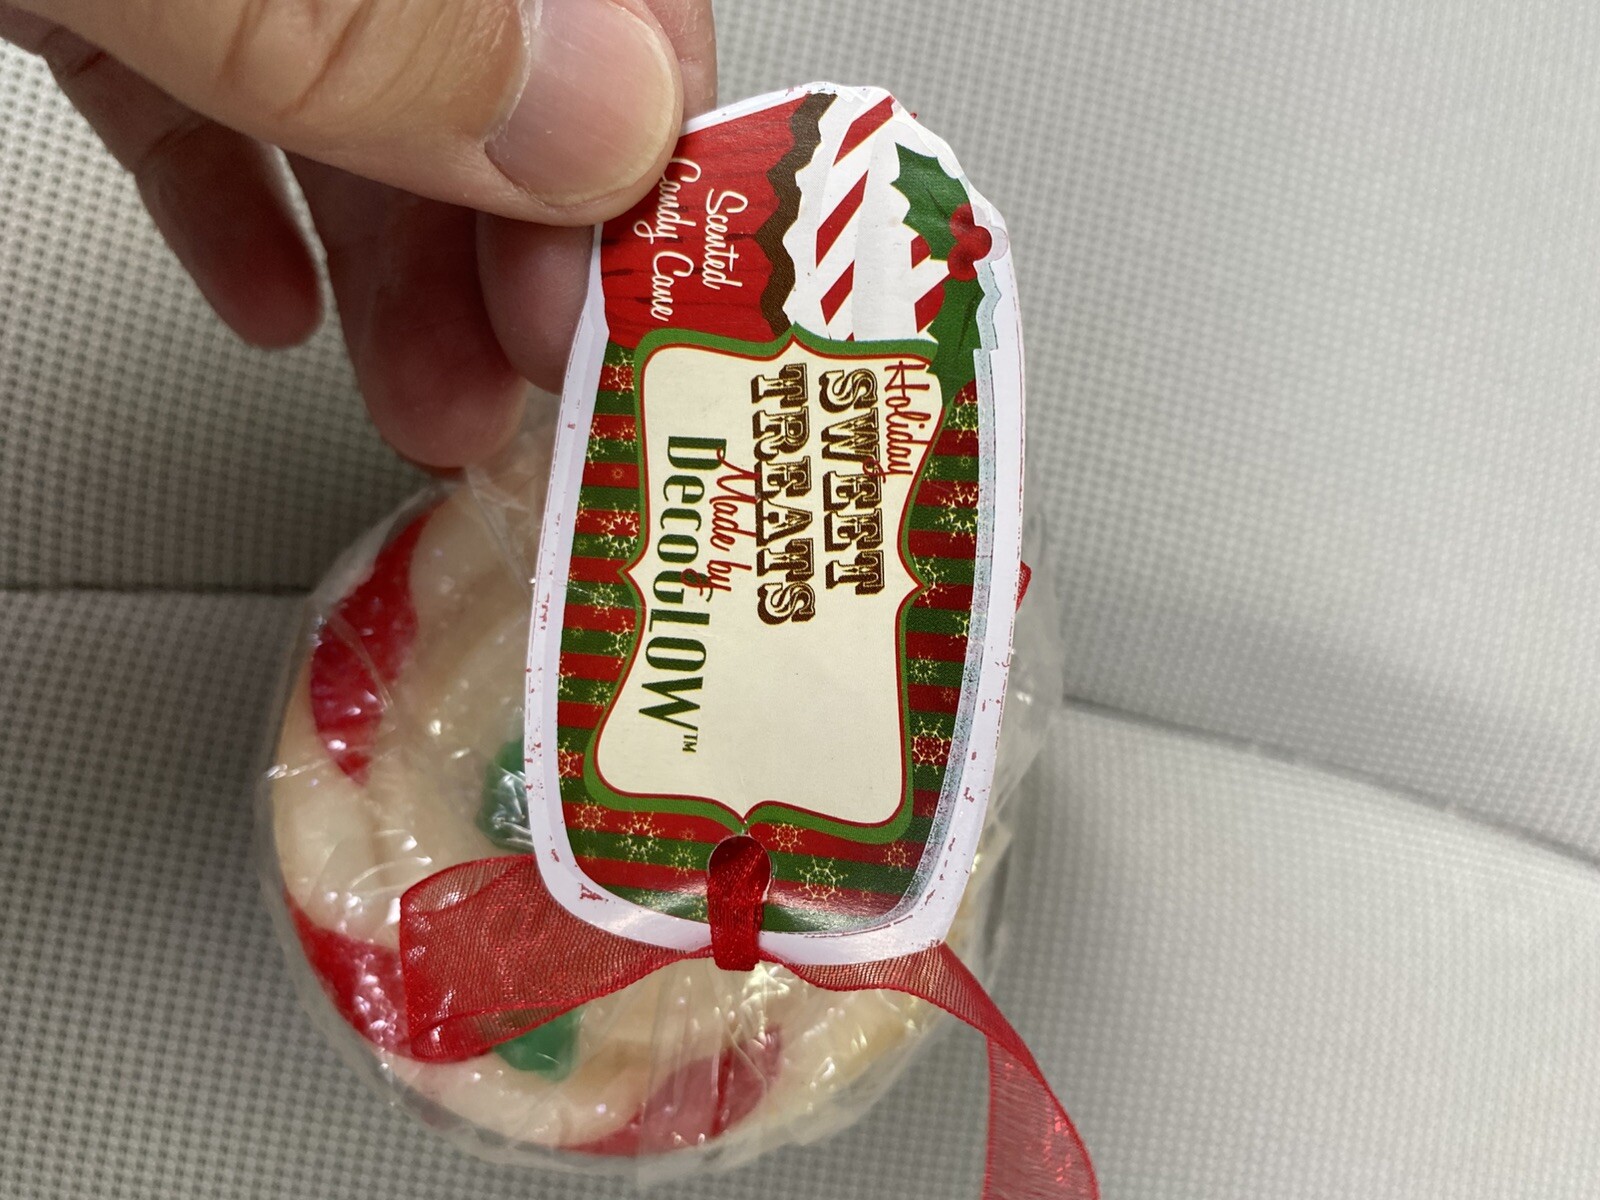 Holiday
SWEET
TREATS
Made by
DecoGLOW™
Scented
Candy Cane